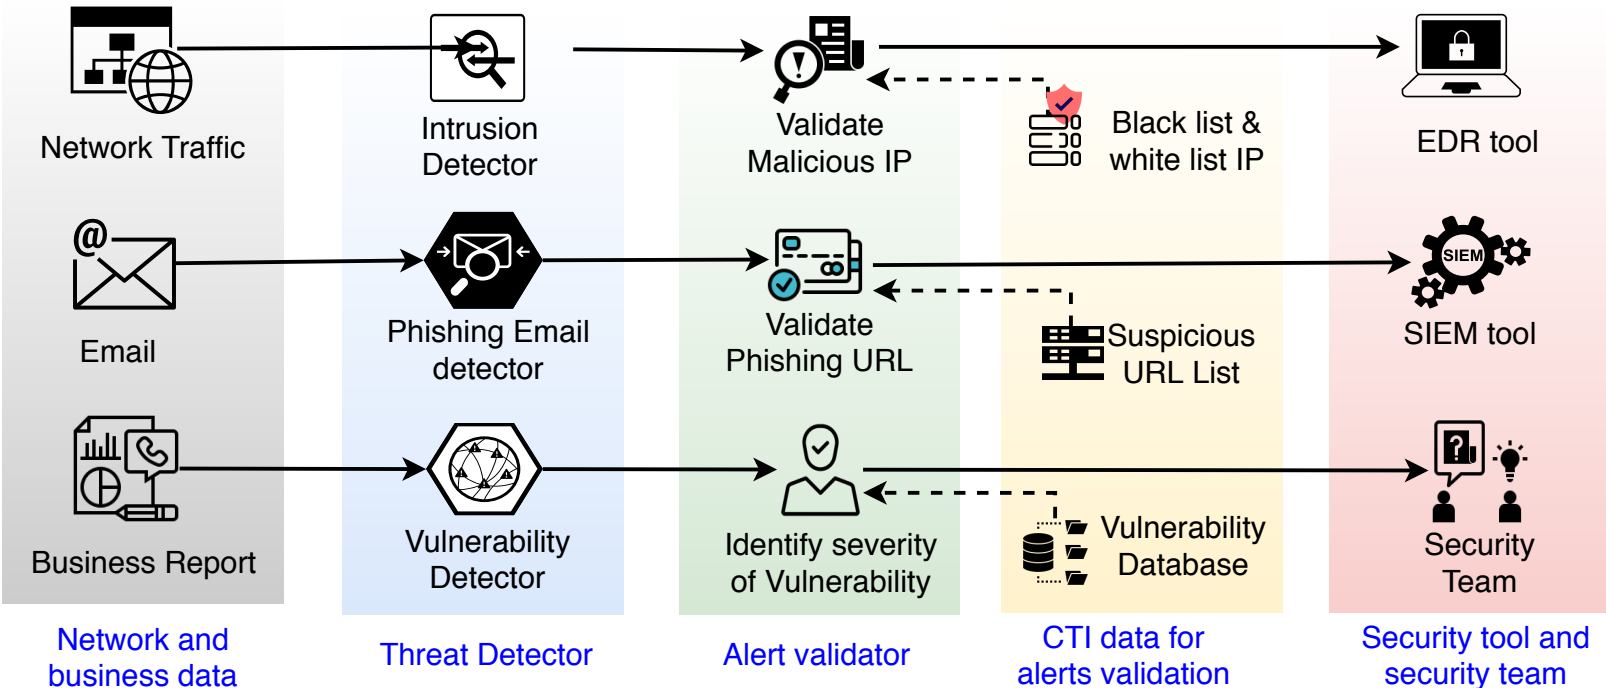 Network Traffic
Intrusion
Detector
Validate
Malicious IP
Black list &
white list IP
EDR tool
@
Email
Phishing Email
detector
Validate
Phishing URL
Suspicious
URL List
SIEM
SIEM tool
Business Report
Vulnerability
Detector
Identify severity
of Vulnerability
Vulnerability
Database
?
Security
Team
Network and
business data
Threat Detector
Alert validator
CTI data for
alerts validation
Security tool and
security team